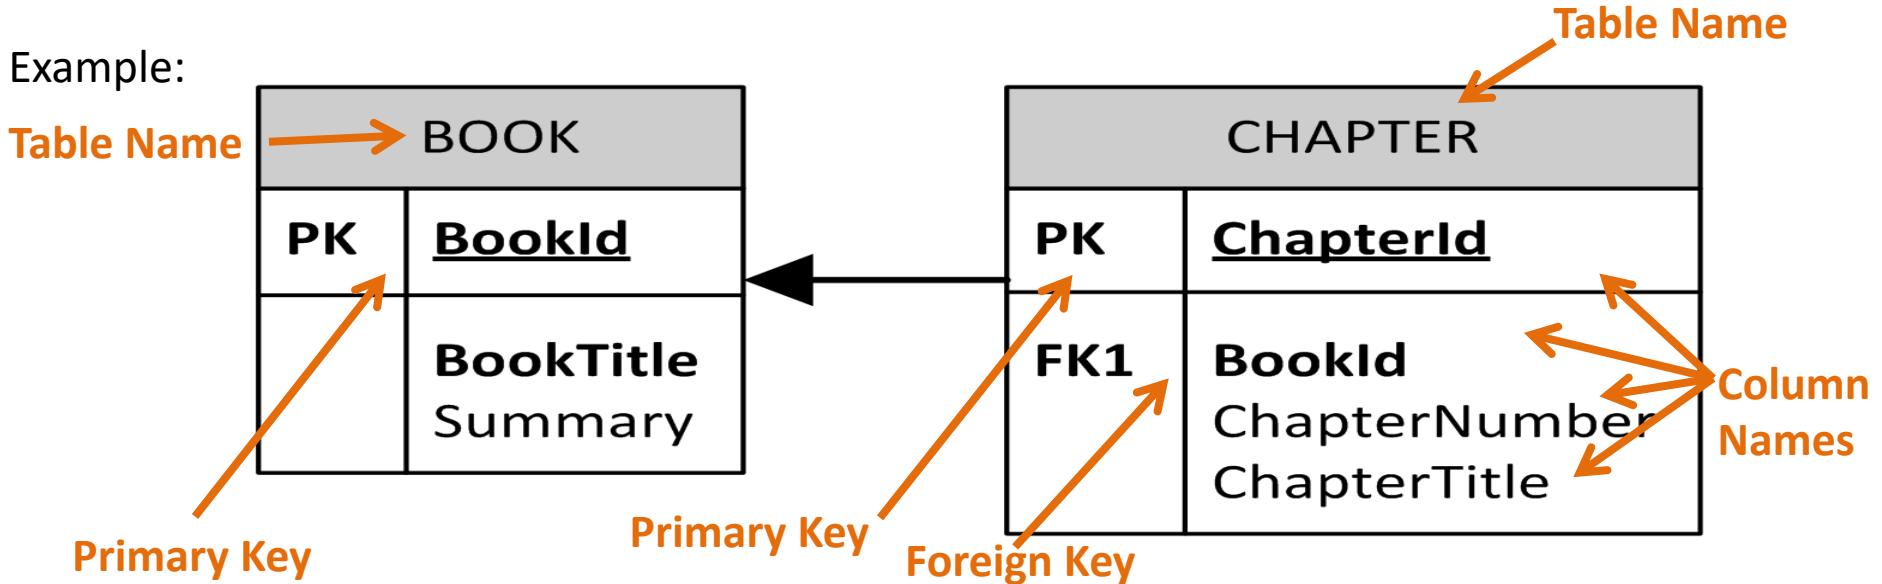 Table Name
Example:
Table Name
BOOK
CHAPTER
PK BookId
PK ChapterId
BookTitle
Summary
FK1 BookId
ChapterNumber
ChapterTitle
Column
Names
Primary Key
Primary Key
Foreign Key